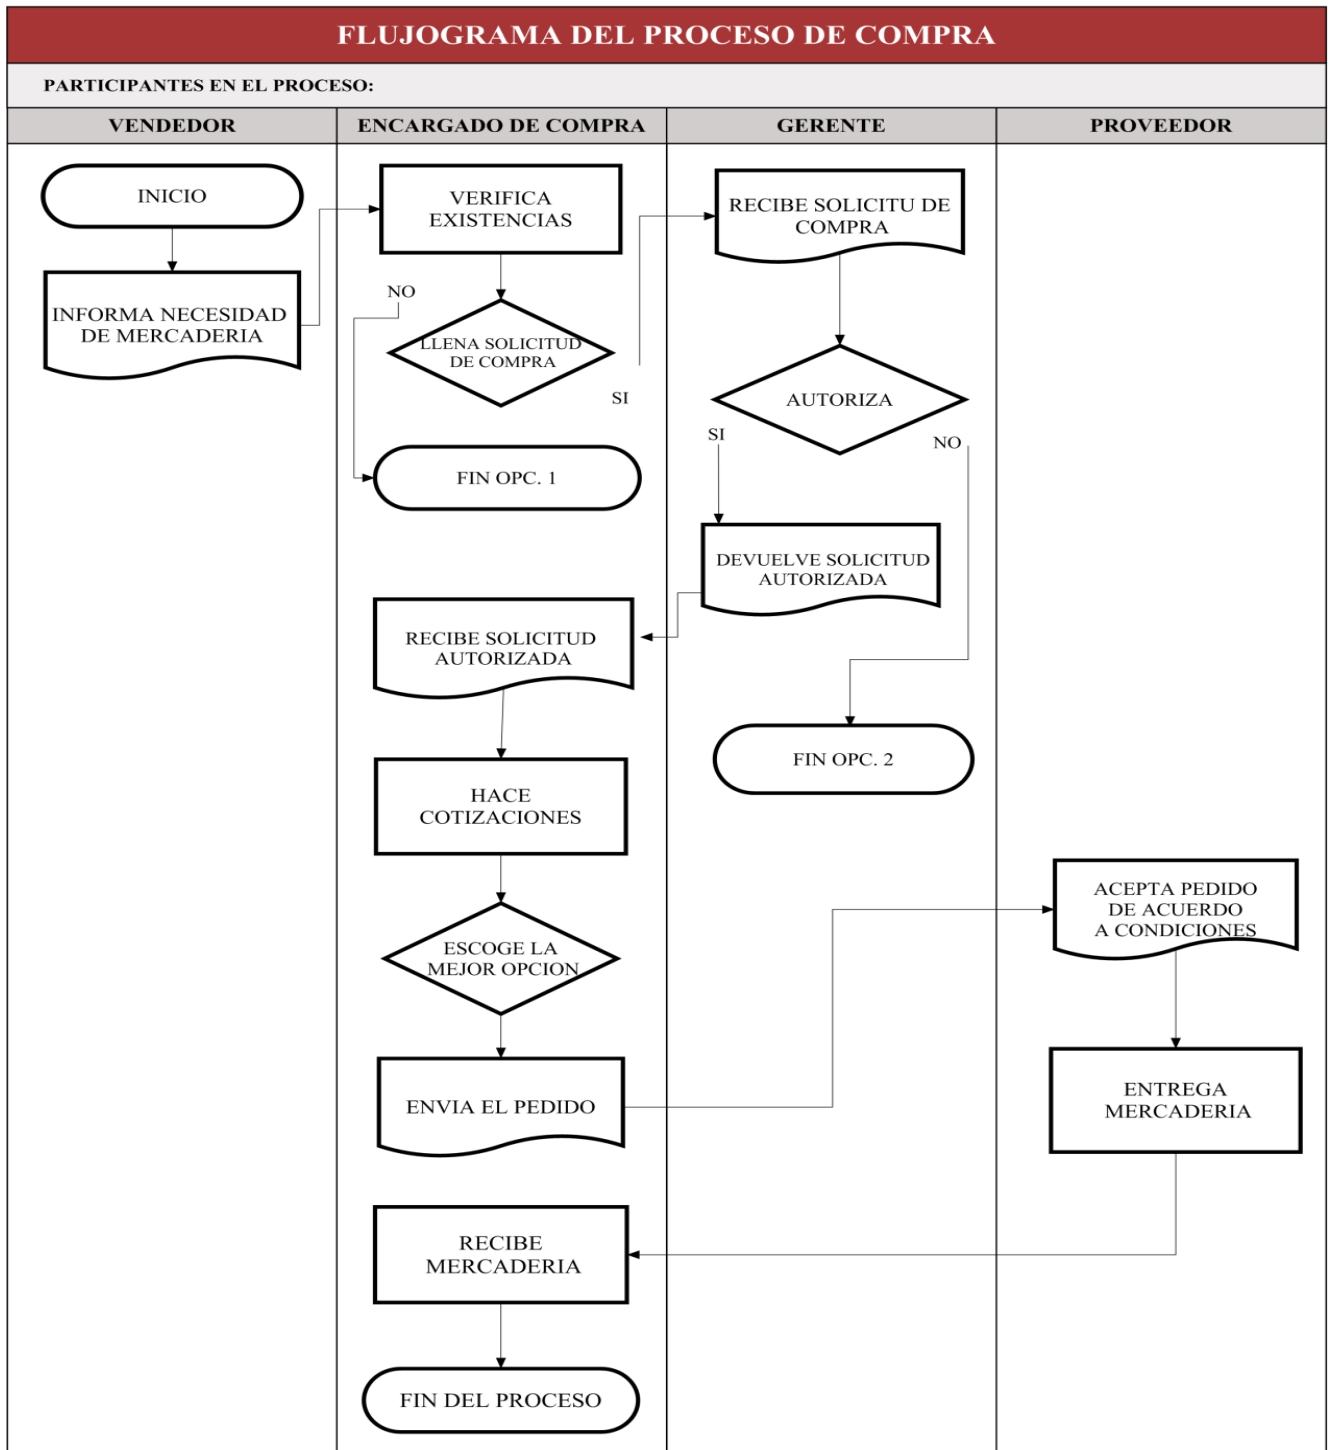 FLUJOGRAMA DEL PROCESO DE COMPRA
PARTICIPANTES EN EL PROCESO:
VENDEDOR
ENCARGADO DE COMPRA
GERENTE
PROVEEDOR
INICIO
VERIFICA
EXISTENCIAS
RECIBE SOLICITU DE
COMPRA
INFORMA NECESIDAD
DE MERCADERIA
NO
LLENA SOLICITUD
DE COMPRA
SI
AUTORIZA
SI
NO
FIN OPC. 1
DEVUELVE SOLICITUD
AUTORIZADA
RECIBE SOLICITUD
AUTORIZADA
FIN OPC. 2
HACE
COTIZACIONES
ACEPTA PEDIDO
DE ACUERDO
A CONDICIONES
ESCOGE LA
MEJOR OPCION
ENVIA EL PEDIDO
ENTREGA
MERCADERIA
RECIBE
MERCADERIA
FIN DEL PROCESO